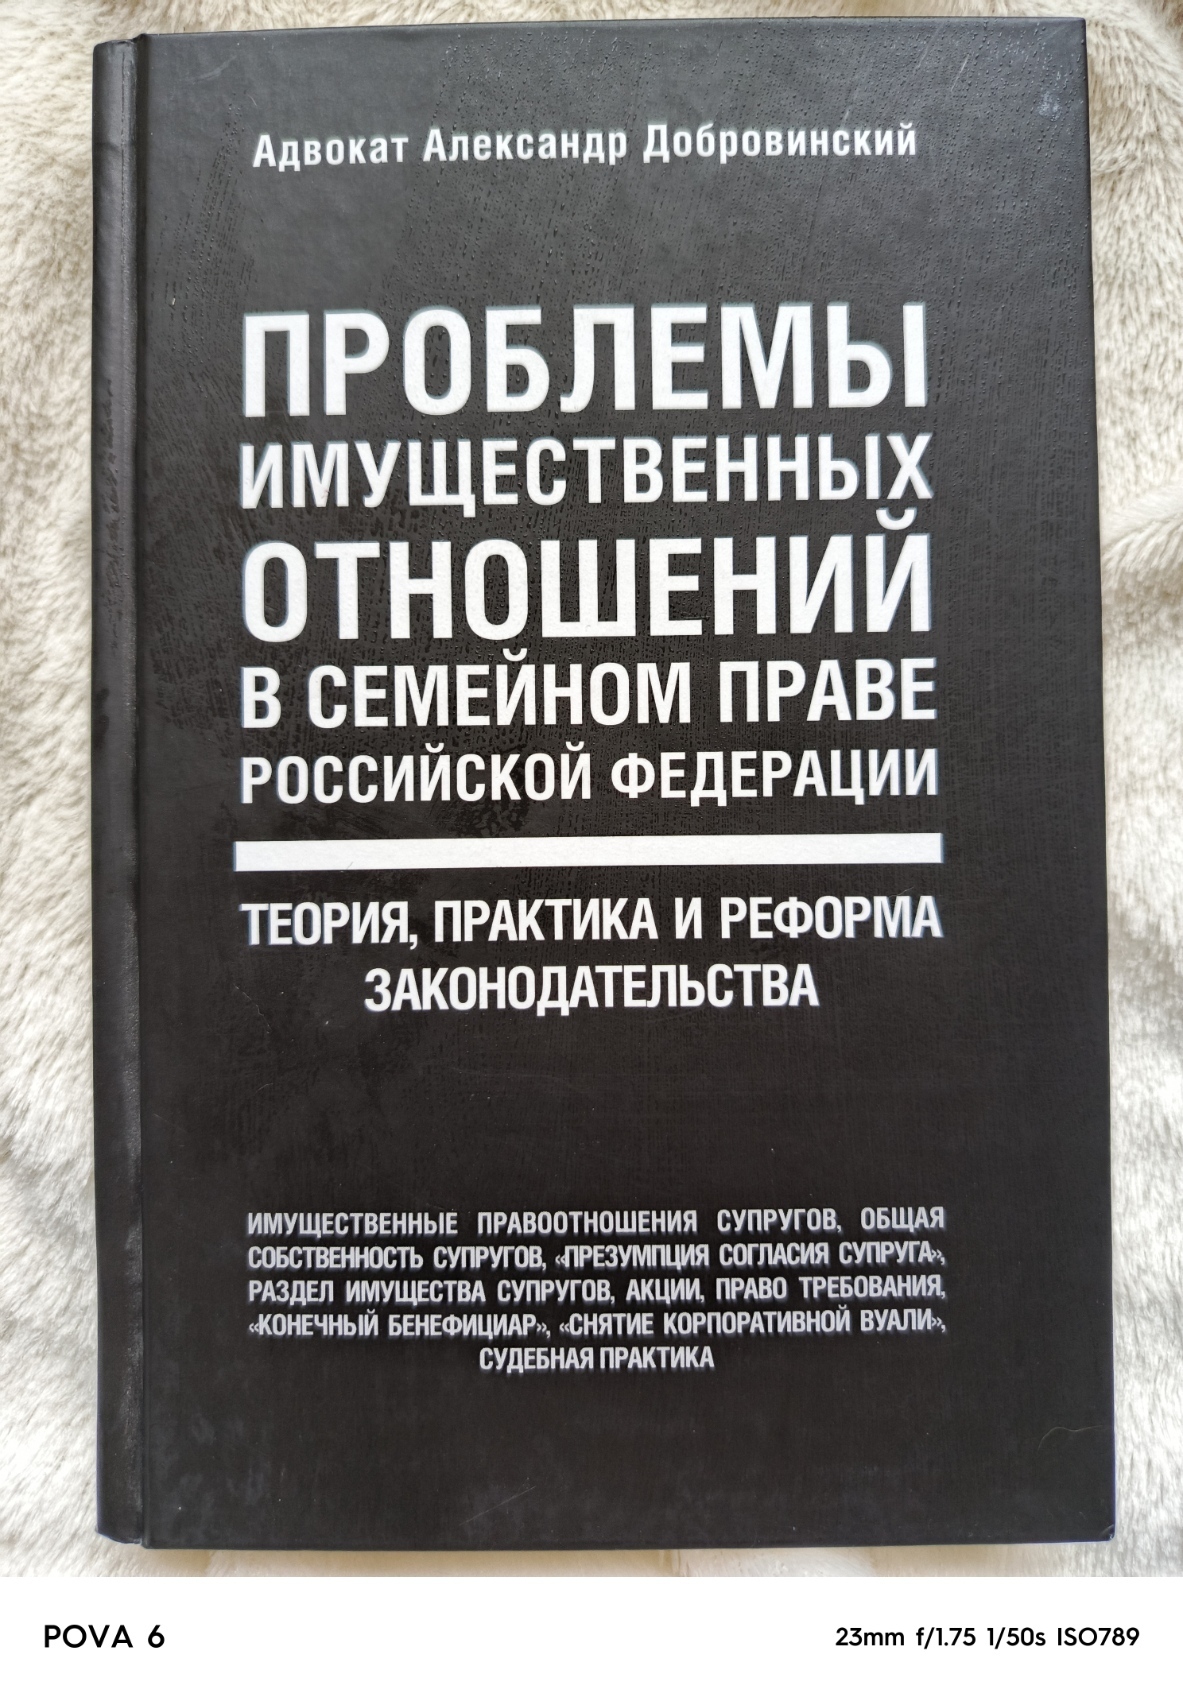 Адвокат Александр Добровинский
ПРОБЛЕМЫ
ИМУЩЕСТВЕННЫХ
ОТНОШЕНИЙ
В СЕМЕЙНОМ ПРАВЕ
РОССИЙСКОЙ ФЕДЕРАЦИИ
ТЕОРИЯ, ПРАКТИКА И РЕФОРМА
ЗАКОНОДАТЕЛЬСТВА
ИМУЩЕСТВЕННЫЕ ПРАВООТНОШЕНИЯ СУПРУГОВ, ОБЩАЯ
СОБСТВЕННОСТЬ СУПРУГОВ, «ПРЕЗУМПЦИЯ СОГЛАСИЯ СУПРУГА»,
РАЗДЕЛ ИМУЩЕСТВА СУПРУГОВ, АКЦИИ, ПРАВО ТРЕБОВАНИЯ,
«КОНЕЧНЫЙ БЕНЕФИЦИАР», «СНЯТИЕ КОРПОРАТИВНОЙ ВУАЛИ»,
СУДЕБНАЯ ПРАКТИКА
POVA 6
23mm f/1.75 1/50s ISO789